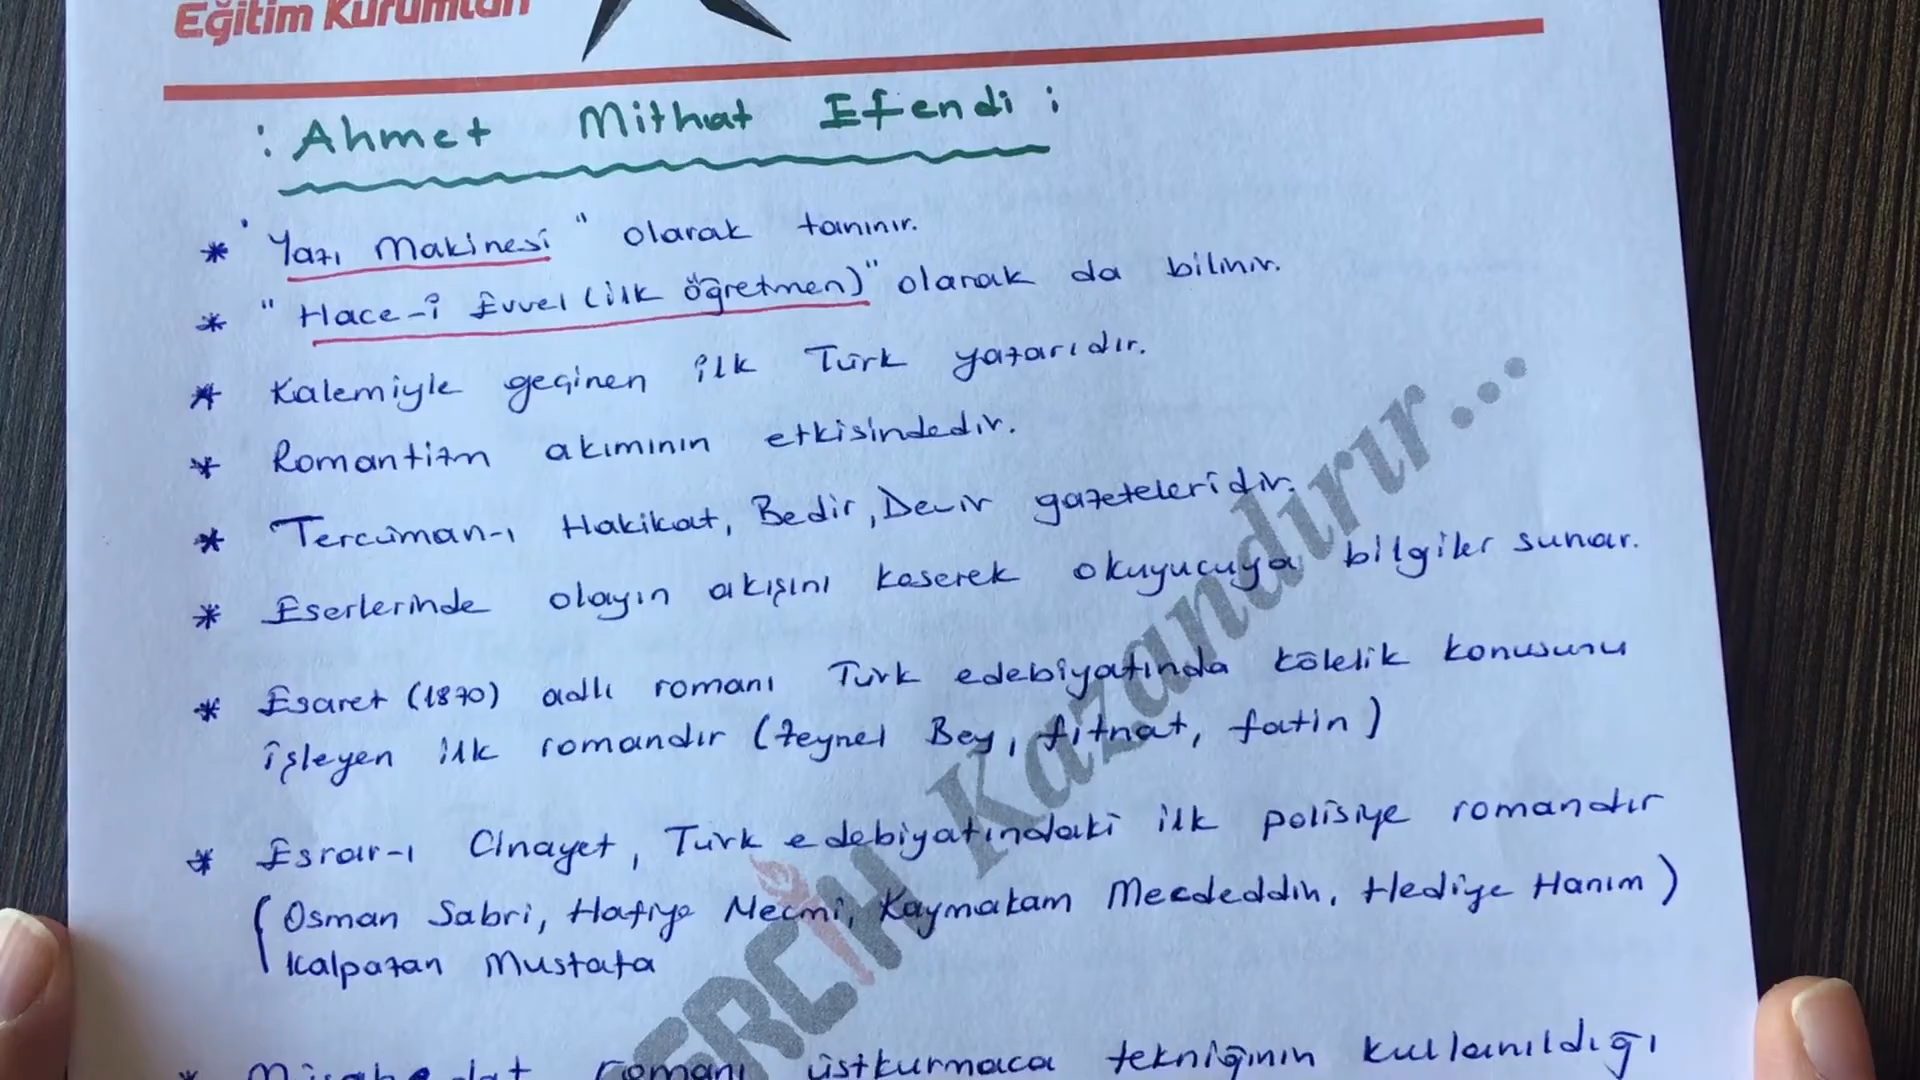 Eğitim Kurumları
: Ahmet Mithat Efendi :
* "Yazı Makinesi" olarak tanınır.
* "Hace-i Evvel (ilk öğretmen)" olarak da bilinir.
* Kalemiyle geçinen ilk Türk yazarıdır.
* Romantizm akımının etkisindedir.
* Tercüman-ı Hakikat, Bedir, Devir gazeteleridir.
* Eserlerinde olayın akışını keserek okuyucuya bilgiler sunar.
* Esaret (1870) adlı romanı Türk edebiyatında kölelik konusunu
işleyen ilk romandır (Zeynel Bey, fitnat, fatin)
* Esrar-ı Cinayet, Türk edebiyatındaki ilk polisiye romandır
(Osman Sabri, Hafiye Necmi, Kaymakam Mecdeddin, Hediye Hanım)
Kalpazan Mustafa
* romanı üstkurmaca tekniğinin kullanıldığı
TERCİH Kazandırır...